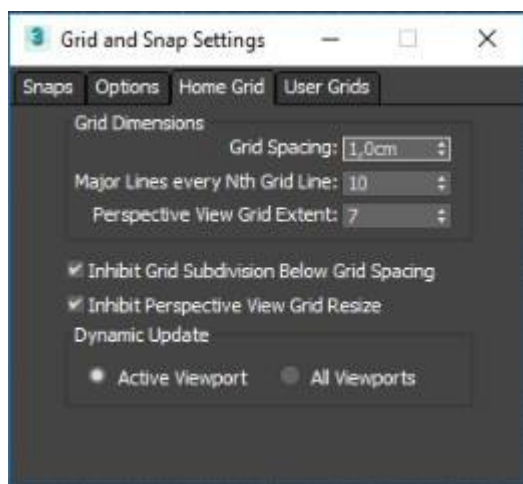 3 Grid and Snap Settings
Snaps Options Home Grid User Grids
Grid Dimensions
Grid Spacing: 1,0cm
Major Lines every Nth Grid Line: 10
Perspective View Grid Extent: 7
Inhibit Grid Subdivision Below Grid Spacing
Inhibit Perspective View Grid Resize
Dynamic Update
Active Viewport All Viewports